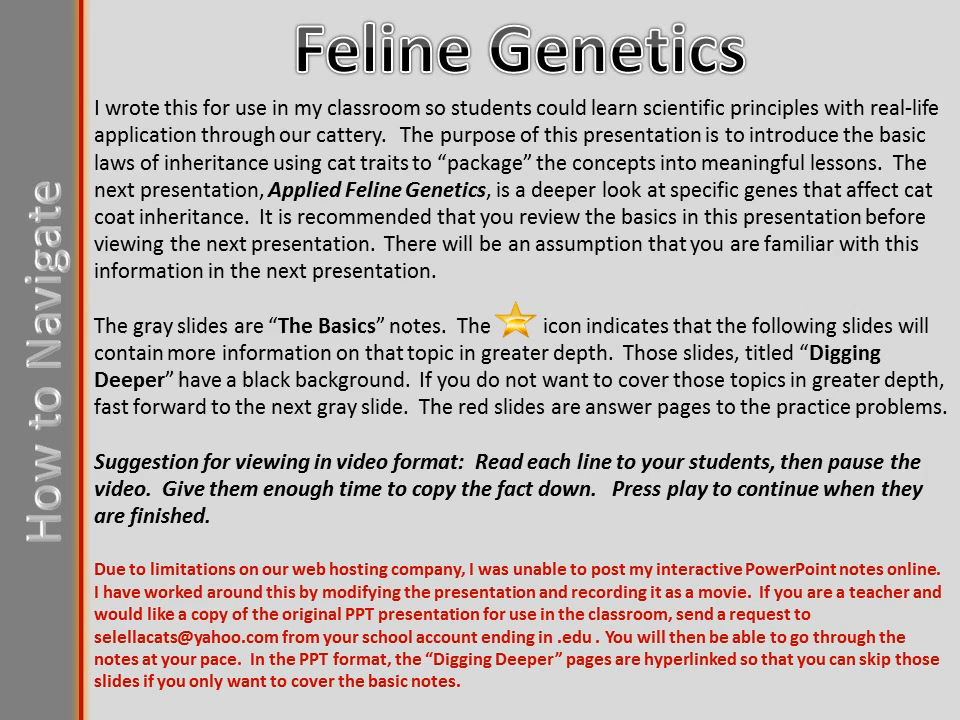 Feline Genetics
How to Navigate
I wrote this for use in my classroom so students could learn scientific principles with real-life
application through our cattery. The purpose of this presentation is to introduce the basic
laws of inheritance using cat traits to “package” the concepts into meaningful lessons. The
next presentation, Applied Feline Genetics, is a deeper look at specific genes that affect cat
coat inheritance. It is recommended that you review the basics in this presentation before
viewing the next presentation. There will be an assumption that you are familiar with this
information in the next presentation.
The gray slides are “The Basics” notes. The icon indicates that the following slides will
contain more information on that topic in greater depth. Those slides, titled “Digging
Deeper” have a black background. If you do not want to cover those topics in greater depth,
fast forward to the next gray slide. The red slides are answer pages to the practice problems.
Suggestion for viewing in video format: Read each line to your students, then pause the
video. Give them enough time to copy the fact down. Press play to continue when they
are finished.
Due to limitations on our web hosting company, I was unable to post my interactive PowerPoint notes online.
I have worked around this by modifying the presentation and recording it as a movie. If you are a teacher and
would like a copy of the original PPT presentation for use in the classroom, send a request to
selellacats@yahoo.com from your school account ending in .edu . You will then be able to go through the
notes at your pace. In the PPT format, the “Digging Deeper” pages are hyperlinked so that you can skip those
slides if you only want to cover the basic notes.